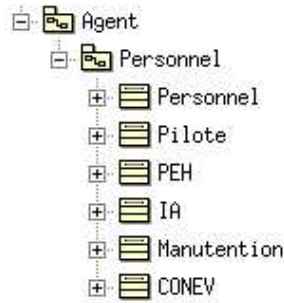 Agent
Personnel
Personnel
Pilote
PEH
IA
Manutention
CONEV